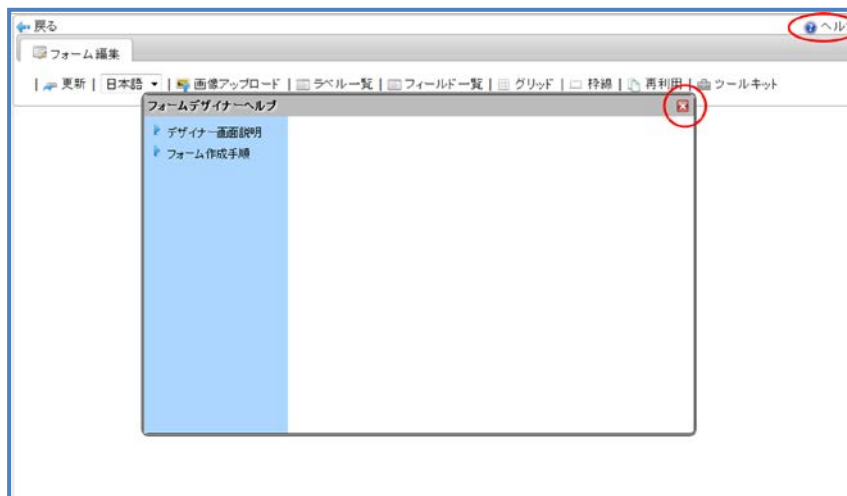 戻る
ヘル
フォーム編集
| 更新 | 日本語 | 画像アップロード | ラベル一覧 | フィールド一覧 | グリッド | 枠線 | 再利用 | ツールキット
フォームデザイナーヘルプ
デザイナー画面説明
フォーム作成手順